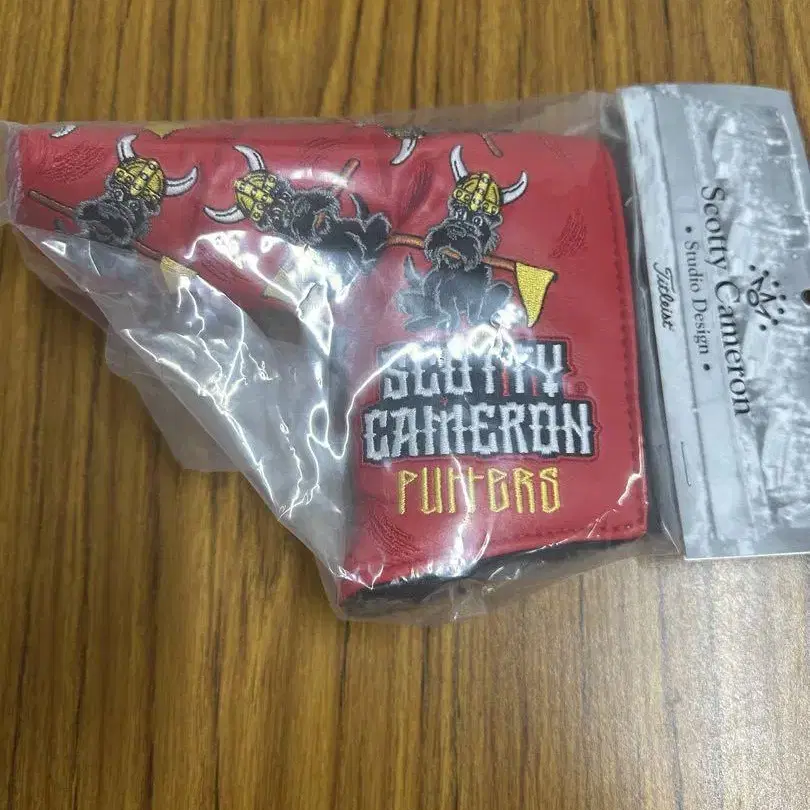 SCOTTY
CAMERON
®
PUTTERS
Scotty Cameron
• Studio Design •
Titleist